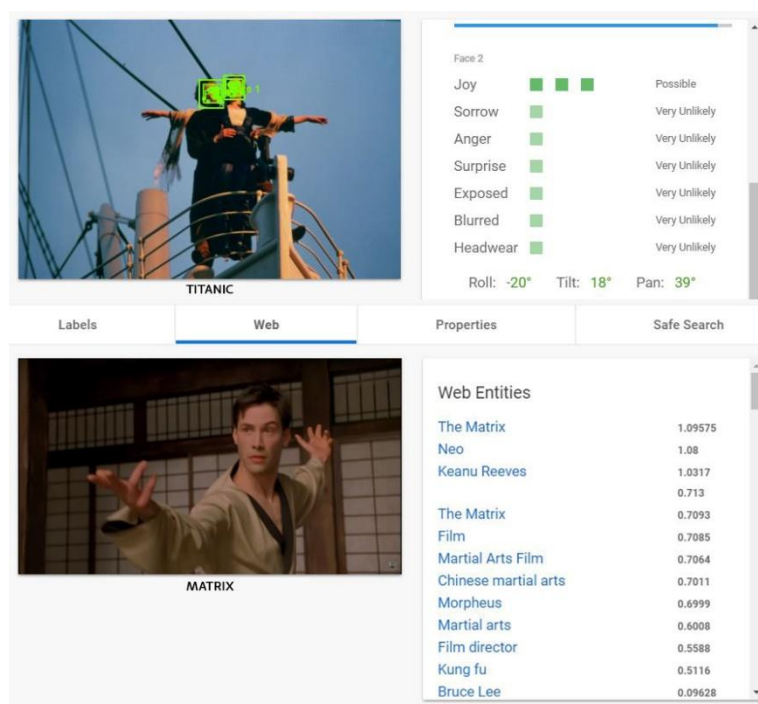 Face 2
Joy Possible
Sorrow Very Unlikely
Anger Very Unlikely
Surprise Very Unlikely
Exposed Very Unlikely
Blurred Very Unlikely
Headwear Very Unlikely
Roll: -20° Tilt: 18° Pan: 39°
TITANIC
Labels Web Properties Safe Search
Web Entities
The Matrix 1.09575
Neo 1.08
Keanu Reeves 1.0317
0.713
The Matrix 0.7093
Film 0.7085
Martial Arts Film 0.7064
Chinese martial arts 0.7011
Morpheus 0.6999
Martial arts 0.6008
Film director 0.5588
Kung fu 0.5116
Bruce Lee 0.09628
MATRIX